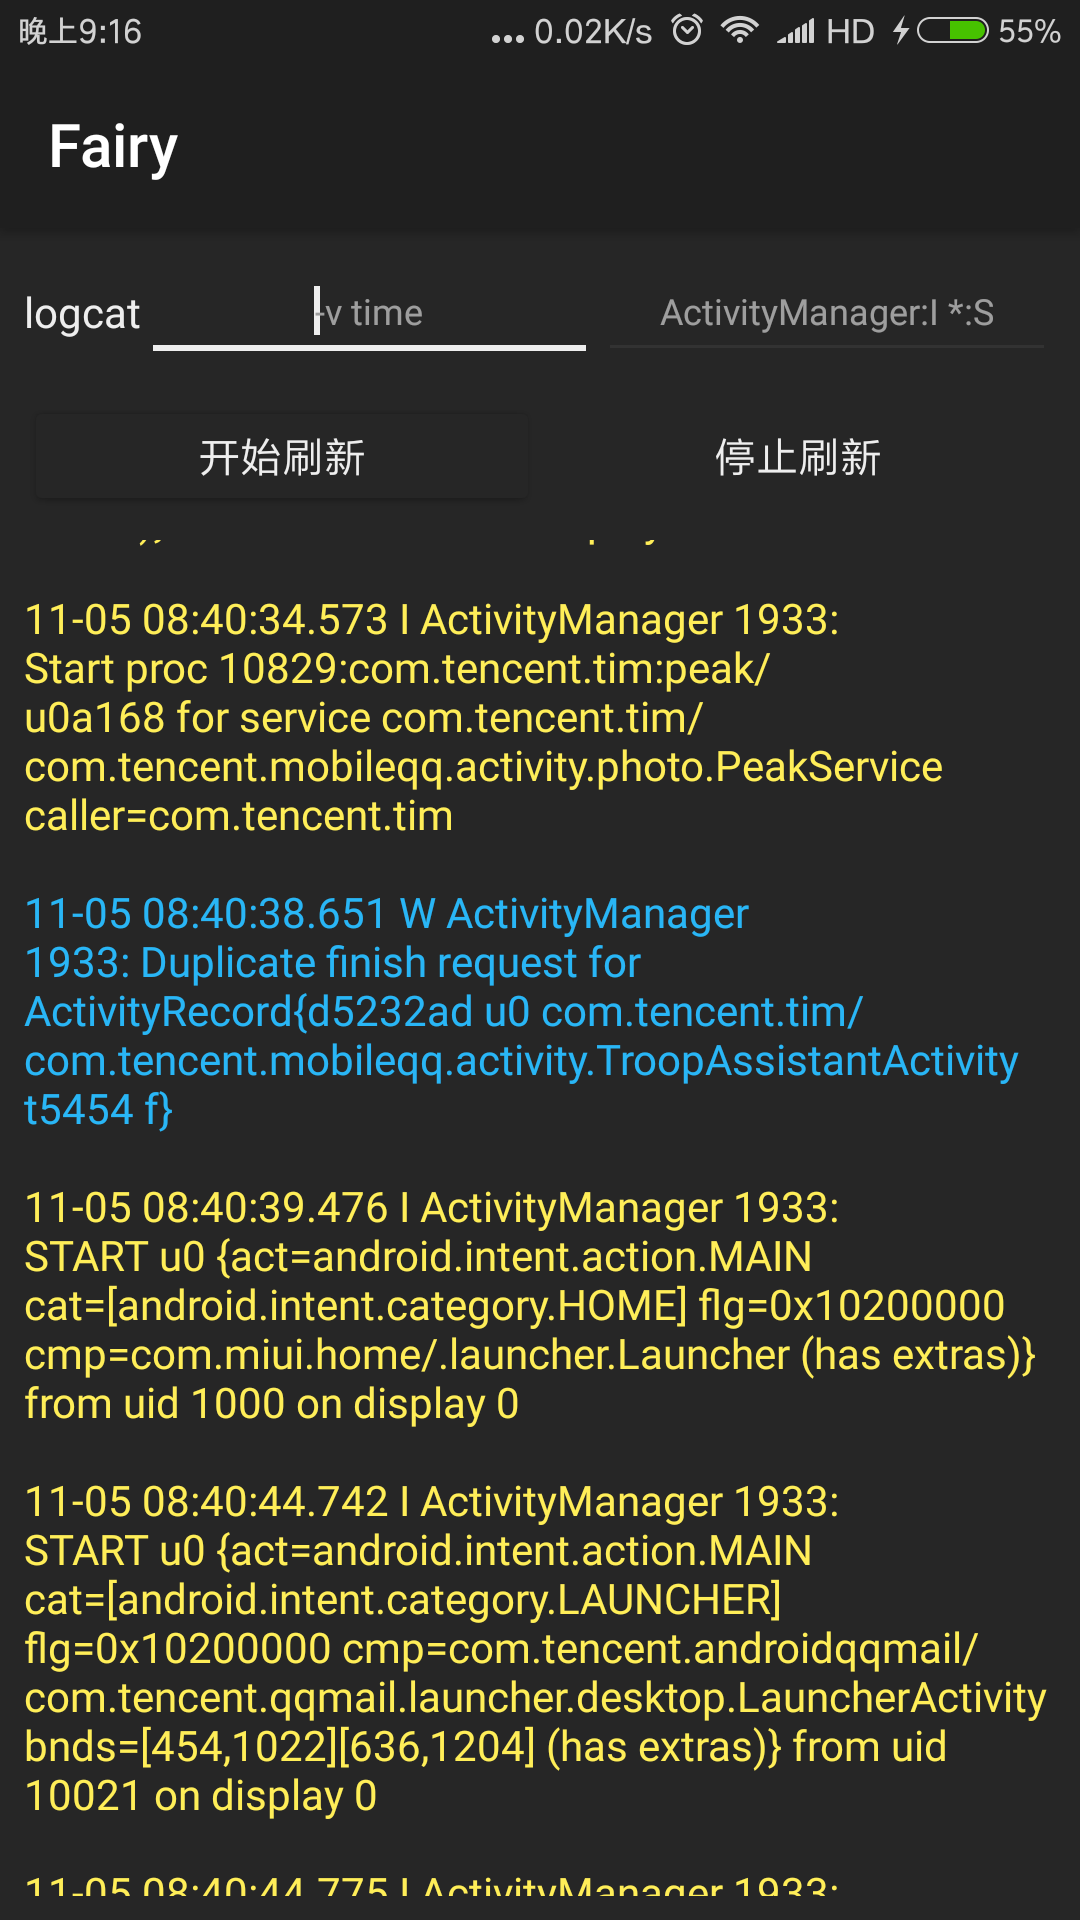 晚上9:16
... 0.02K/s HD 55%
Fairy
logcat -v time ActivityManager:I *:S
开始刷新 停止刷新
11-05 08:40:34.573 I ActivityManager 1933:
Start proc 10829:com.tencent.tim:peak/
u0a168 for service com.tencent.tim/
com.tencent.mobileqq.activity.photo.PeakService
caller=com.tencent.tim
11-05 08:40:38.651 W ActivityManager
1933: Duplicate finish request for
ActivityRecord{d5232ad u0 com.tencent.tim/
com.tencent.mobileqq.activity.TroopAssistantActivity
t5454 f}
11-05 08:40:39.476 I ActivityManager 1933:
START u0 {act=android.intent.action.MAIN
cat=[android.intent.category.HOME] flg=0x10200000
cmp=com.miui.home/.launcher.Launcher (has extras)}
from uid 1000 on display 0
11-05 08:40:44.742 I ActivityManager 1933:
START u0 {act=android.intent.action.MAIN
cat=[android.intent.category.LAUNCHER]
flg=0x10200000 cmp=com.tencent.androidqqmail/
com.tencent.qqmail.launcher.desktop.LauncherActivity
bnds=[454,1022][636,1204] (has extras)} from uid
10021 on display 0
11-05 08:40:44.775 I ActivityManager 1933: